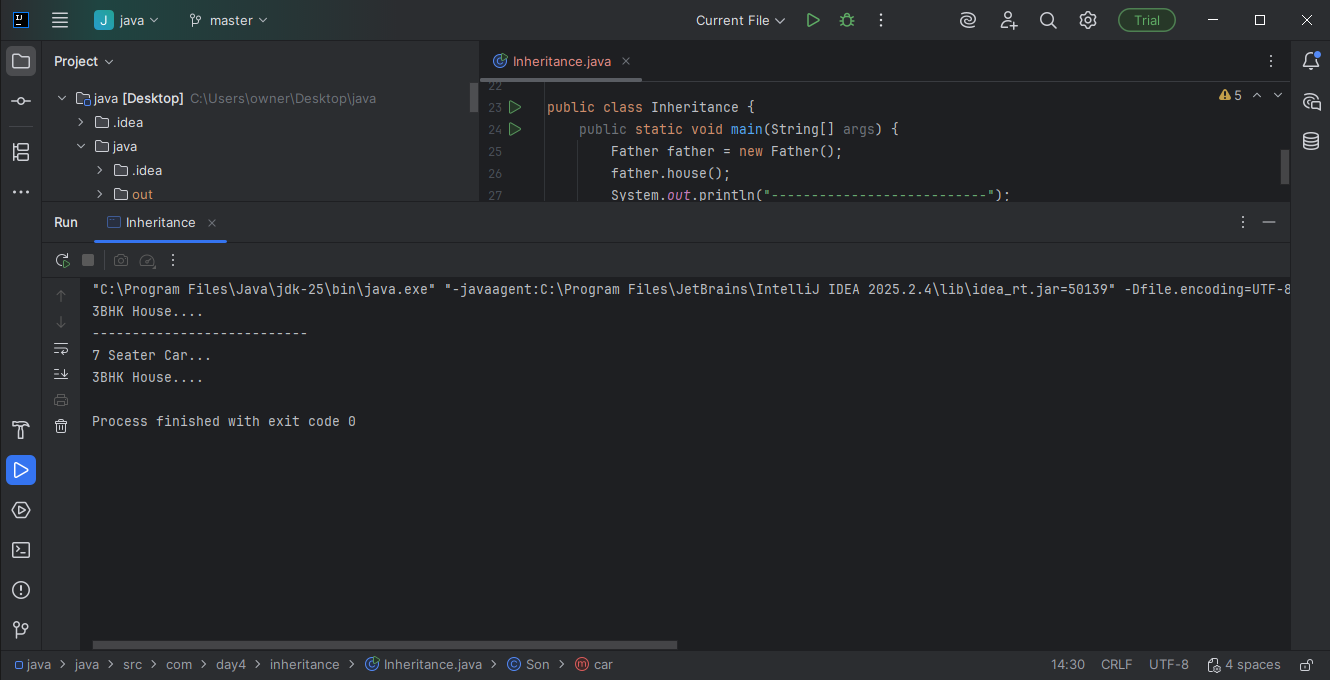 J java master Current File Trial
Project
java [Desktop] C:\Users\owner\Desktop\java
.idea
java
.idea
out
Inheritance.java
5
22
23 public class Inheritance {
24 public static void main(String[] args) {
25 Father father = new Father();
26 father.house();
27 System.out.println("---------------------------");
Run Inheritance
"C:\Program Files\Java\jdk-25\bin\java.exe" "-javaagent:C:\Program Files\JetBrains\IntelliJ IDEA 2025.2.4\lib\idea_rt.jar=50139" -Dfile.encoding=UTF-8
3BHK House....
---------------------------
7 Seater Car...
3BHK House....
Process finished with exit code 0
java > java > src > com > day4 > inheritance > Inheritance.java > Son > car 14:30 CRLF UTF-8 4 spaces